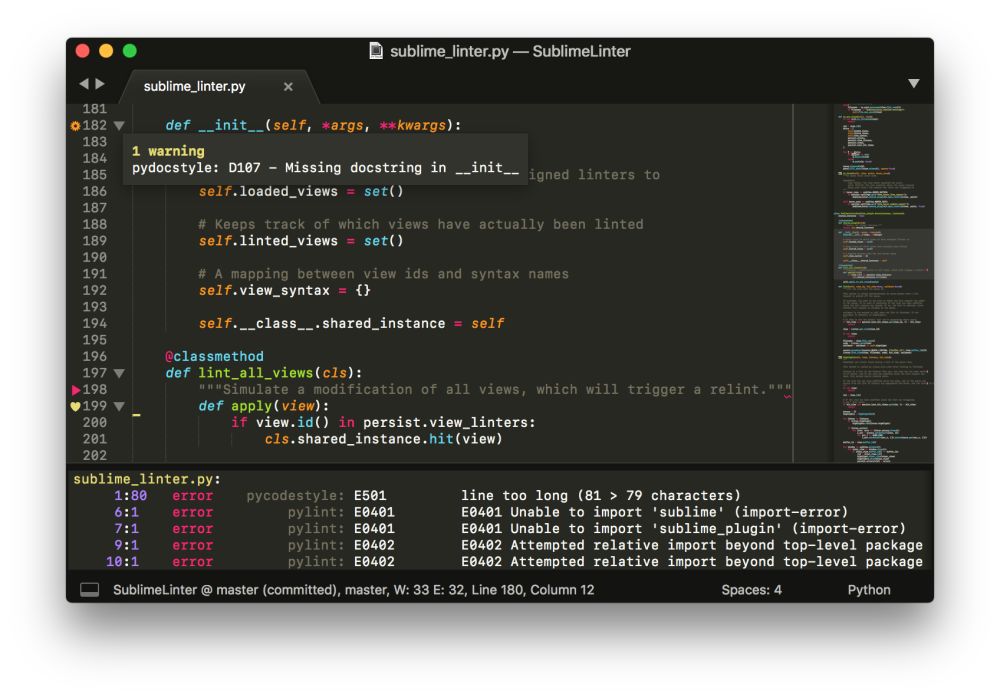 sublime_linter.py — SublimeLinter
sublime_linter.py
181
182 def __init__(self, *args, **kwargs):
183
1 warning
184
pydocstyle: D107 – Missing docstring in __init__
185 igned linters to
186 self.loaded_views = set()
187
188 # Keeps track of which views have actually been linted
189 self.linted_views = set()
190
191 # A mapping between view ids and syntax names
192 self.view_syntax = {}
193
194 self.__class__.shared_instance = self
195
196 @classmethod
197 def lint_all_views(cls):
198 """Simulate a modification of all views, which will trigger a relint."""
199 def apply(view):
200 if view.id() in persist.view_linters:
201 cls.shared_instance.hit(view)
202
sublime_linter.py:
1:80 error pycodestyle: E501 line too long (81 > 79 characters)
6:1 error pylint: E0401 E0401 Unable to import 'sublime' (import-error)
7:1 error pylint: E0401 E0401 Unable to import 'sublime_plugin' (import-error)
9:1 error pylint: E0402 E0402 Attempted relative import beyond top-level package
10:1 error pylint: E0402 E0402 Attempted relative import beyond top-level package
SublimeLinter @ master (committed), master, W: 33 E: 32, Line 180, Column 12 Spaces: 4 Python